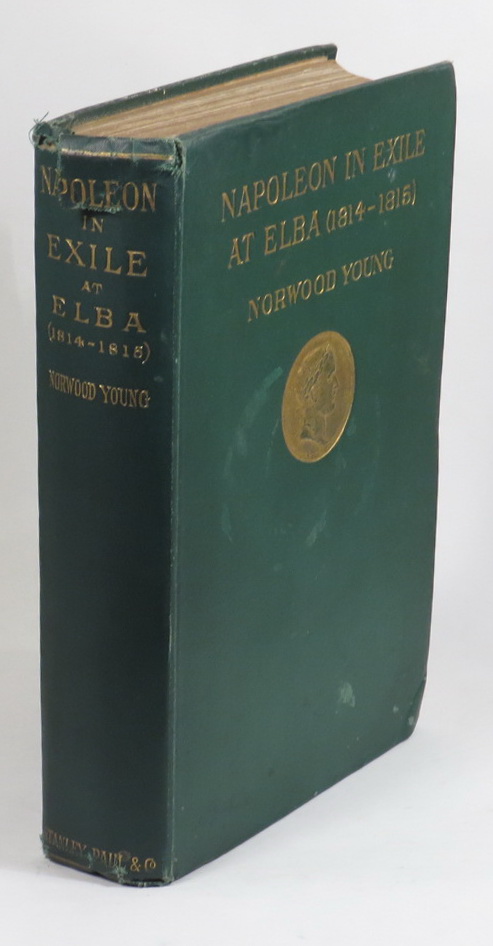 NAPOLEON
IN
EXILE
AT
ELBA
(1814-1815)
NORWOOD YOUNG
STANLEY PAUL & Co
NAPOLEON IN EXILE
AT ELBA (1814-1815)
NORWOOD YOUNG